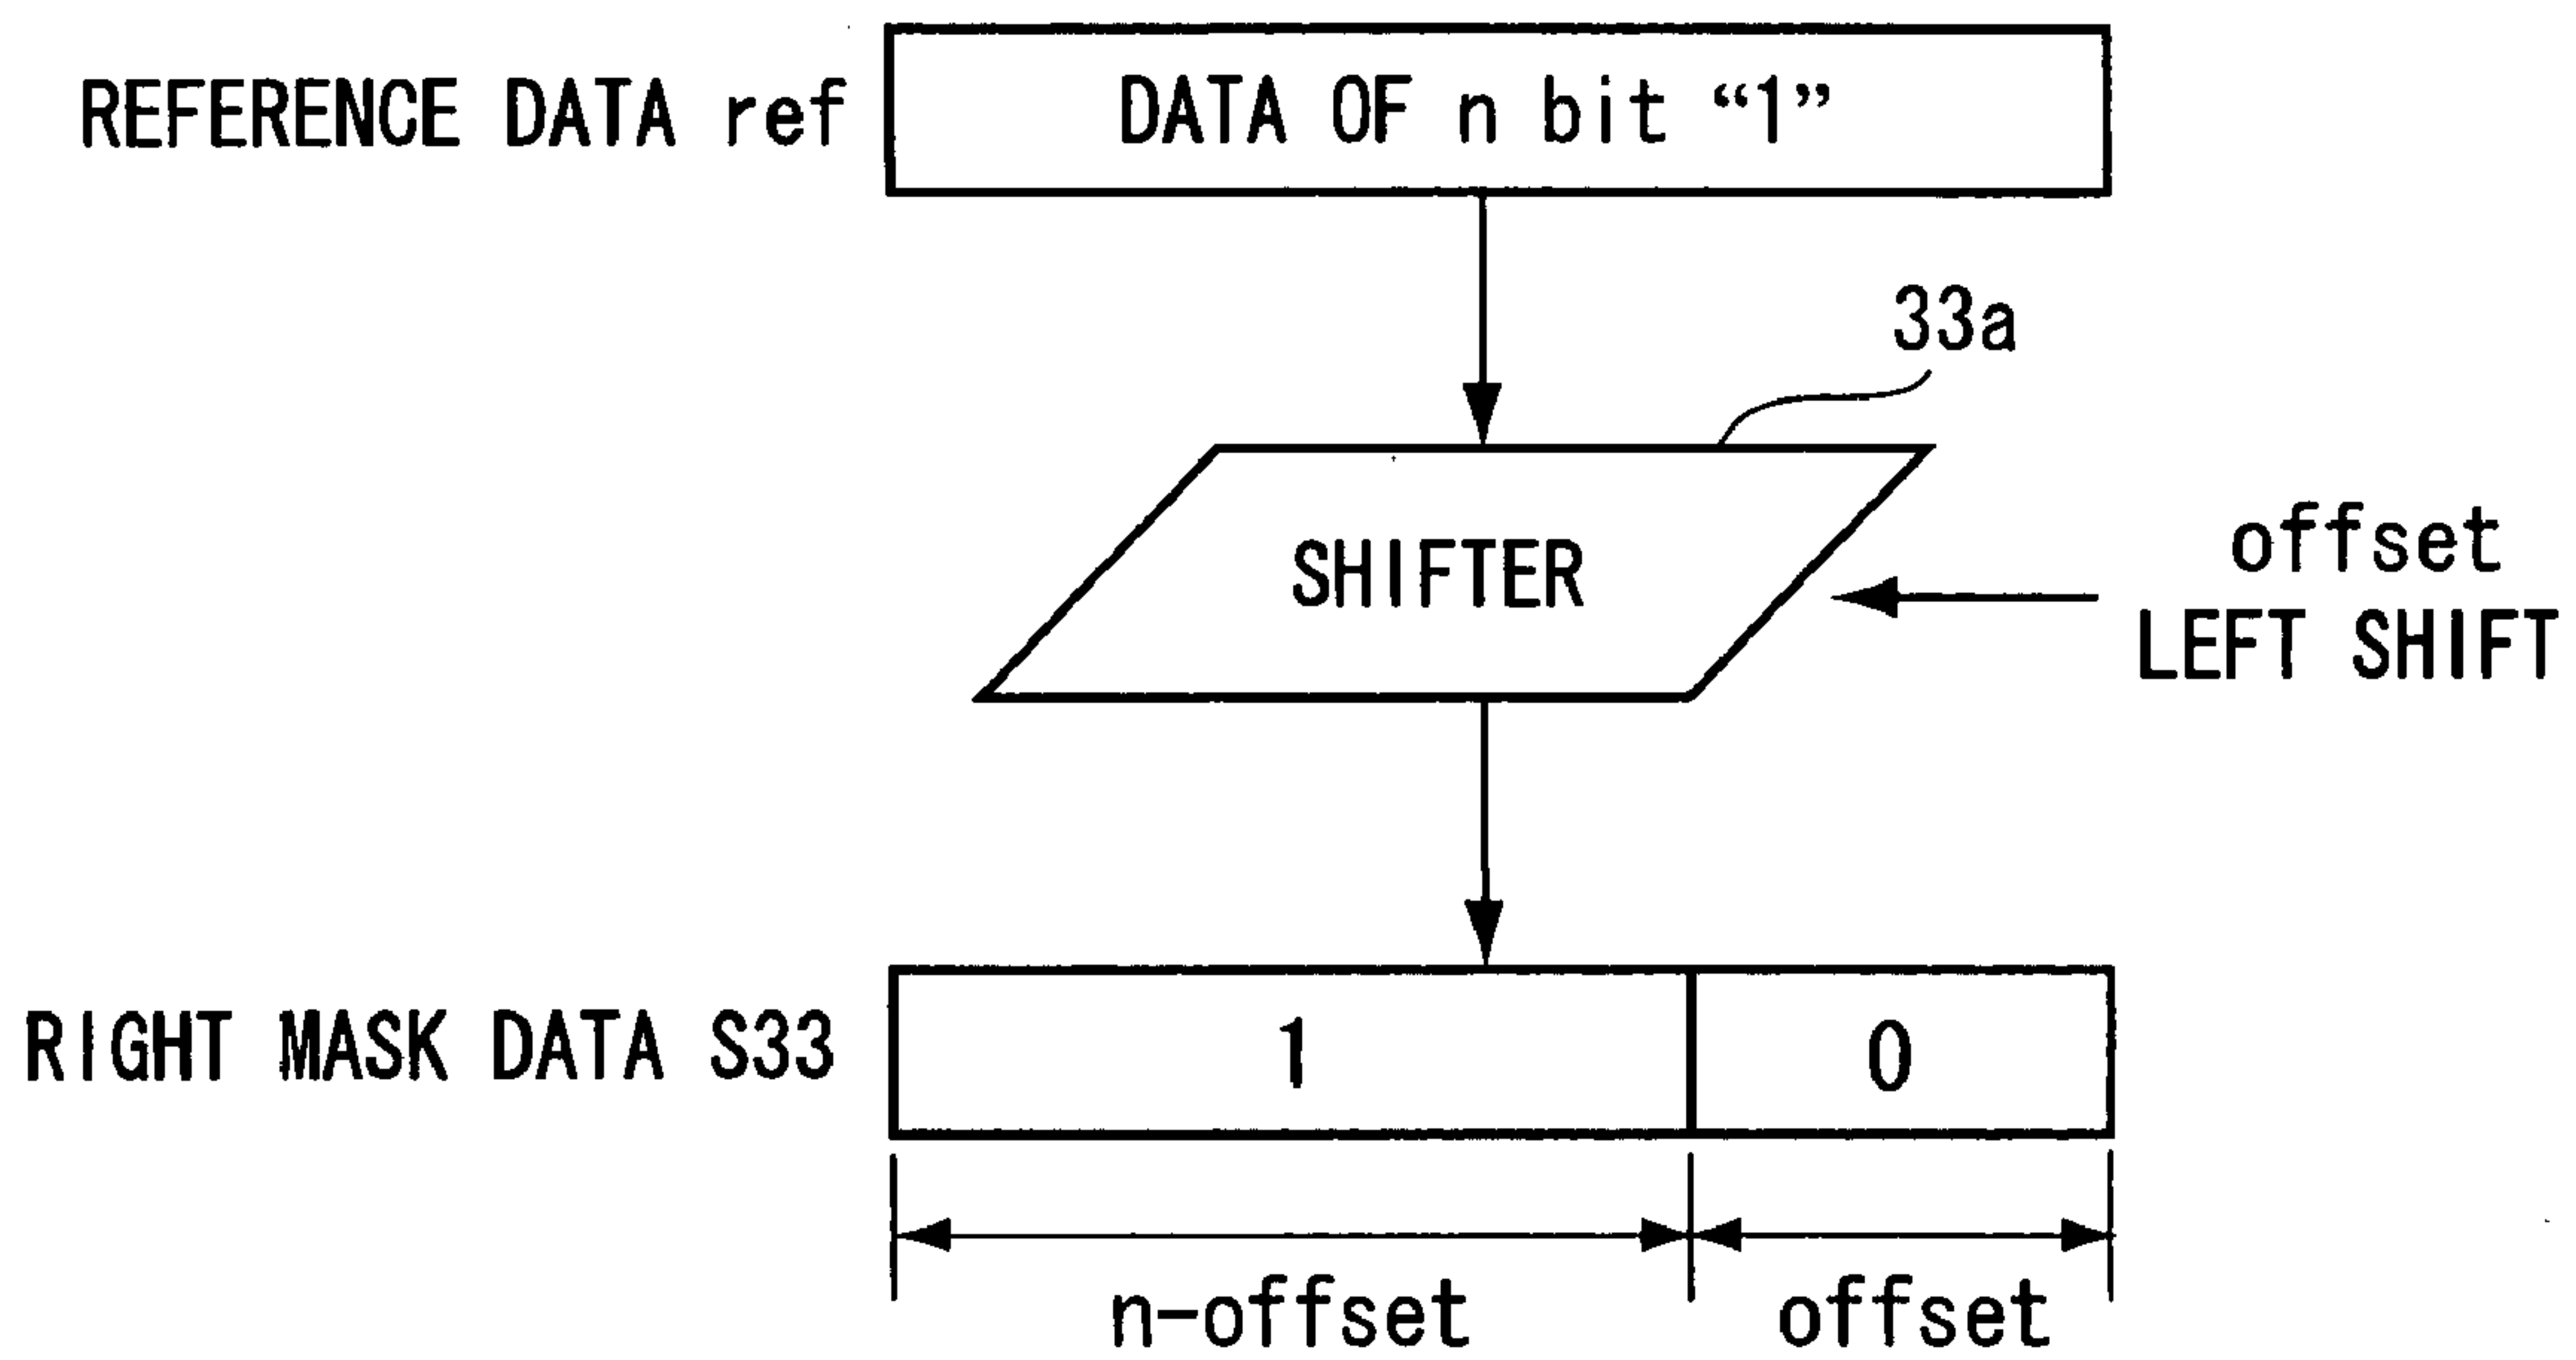 REFERENCE DATA ref
DATA OF n bit “1”
33a
SHIFTER
offset
LEFT SHIFT
RIGHT MASK DATA S33
1
0
n-offset
offset